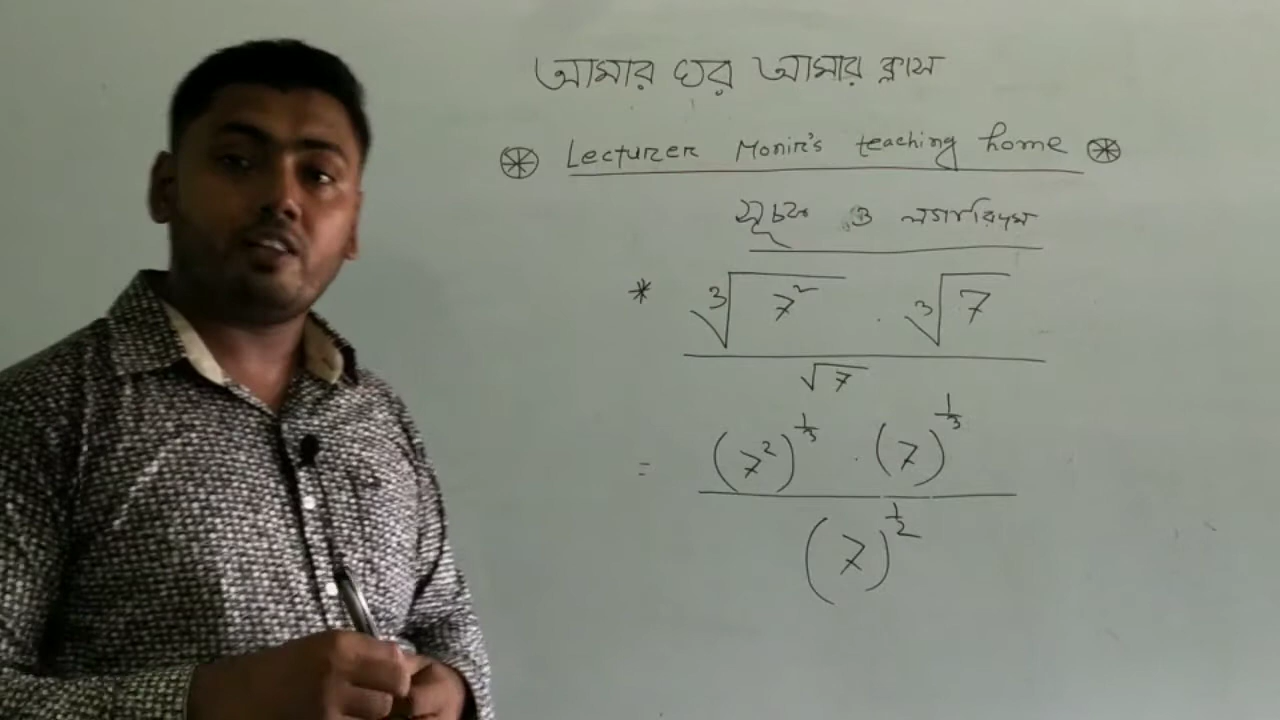 আমার ঘর আমার ক্লাস
Lecturer Monir's teaching home
সূচক ও লগারিদম
* ∛(7²) . ∛7
√7
= (7²)^(1/3) . (7)^(1/3)
(7)^(1/2)